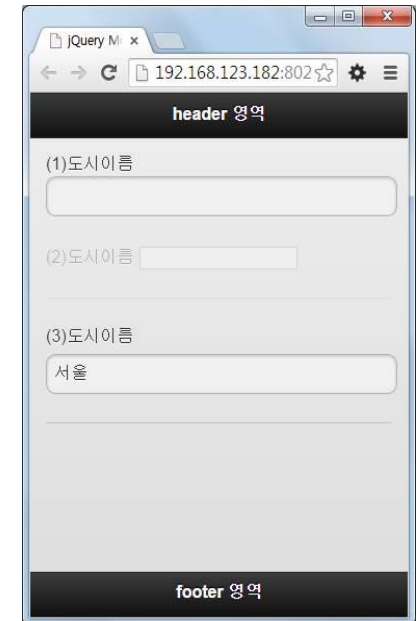 jQuery M
192.168.123.182:802
header 영역
(1)도시이름
(2)도시이름
(3)도시이름
서울
footer 영역